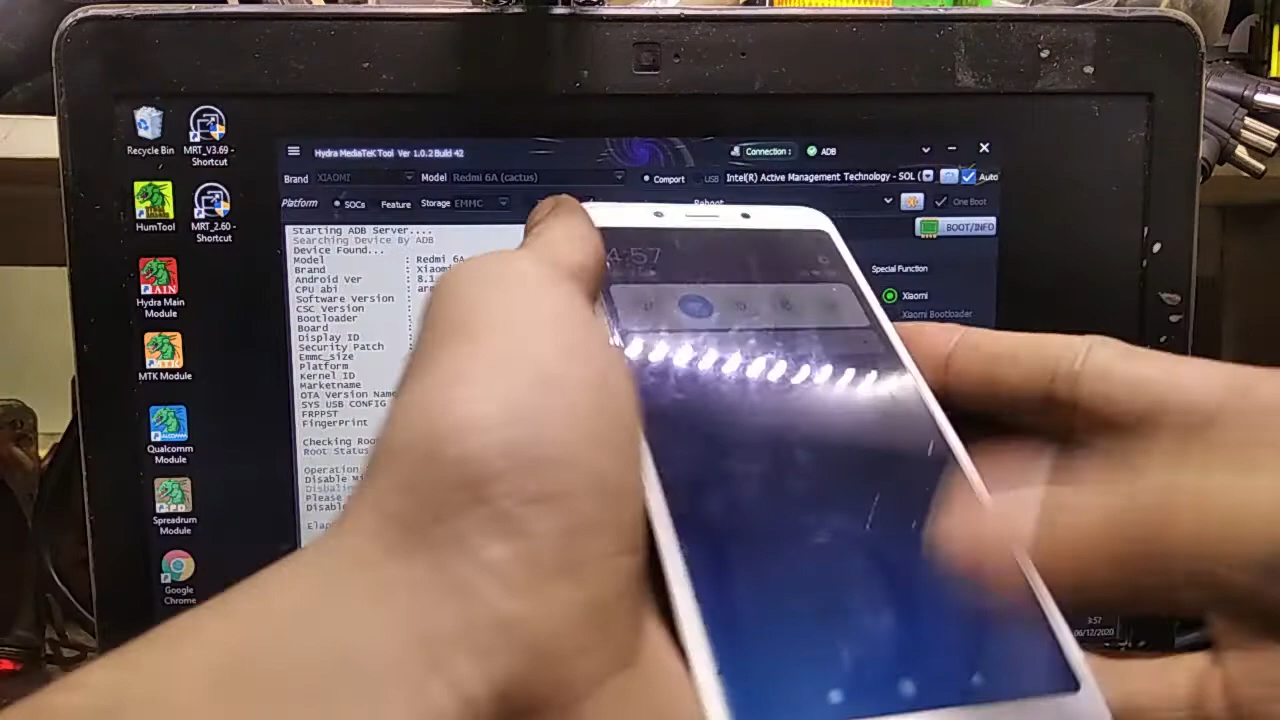 Recycle Bin
MRT_V3.69 - Shortcut
HumTool
MRT_2.60 - Shortcut
Hydra Main Module
MTK Module
Qualcomm Module
Spreadrum Module
Google Chrome
Hydra MediaTeK Tool Ver 1.0.2 Build 42
Connection :
ADB
Brand XIAOMI
Model Redmi 6A (cactus)
Comport USB
Intel(R) Active Management Technology - SOL (
Auto
Platform SOCs Feature Storage EMMC
Reboot
One Boot
BOOT/INFO
Special Function
Xiaomi
Xiaomi Bootloader
Starting ADB Server....
Searching Device By ADB
Device Found...
Model : Redmi 6A
Brand :
Android Ver : 8.1
CPU abi :
Software Version :
CSC Version :
Bootloader :
Board :
Display ID :
Security Patch :
Emmc_size
Platform
Kernel ID
Marketname
OTA Version Name
SYS USB CONFIG
FRPPST
FingerPrint
Checking
Root Status
Operation
Disable
Please
4:57
3:57
06/12/2020